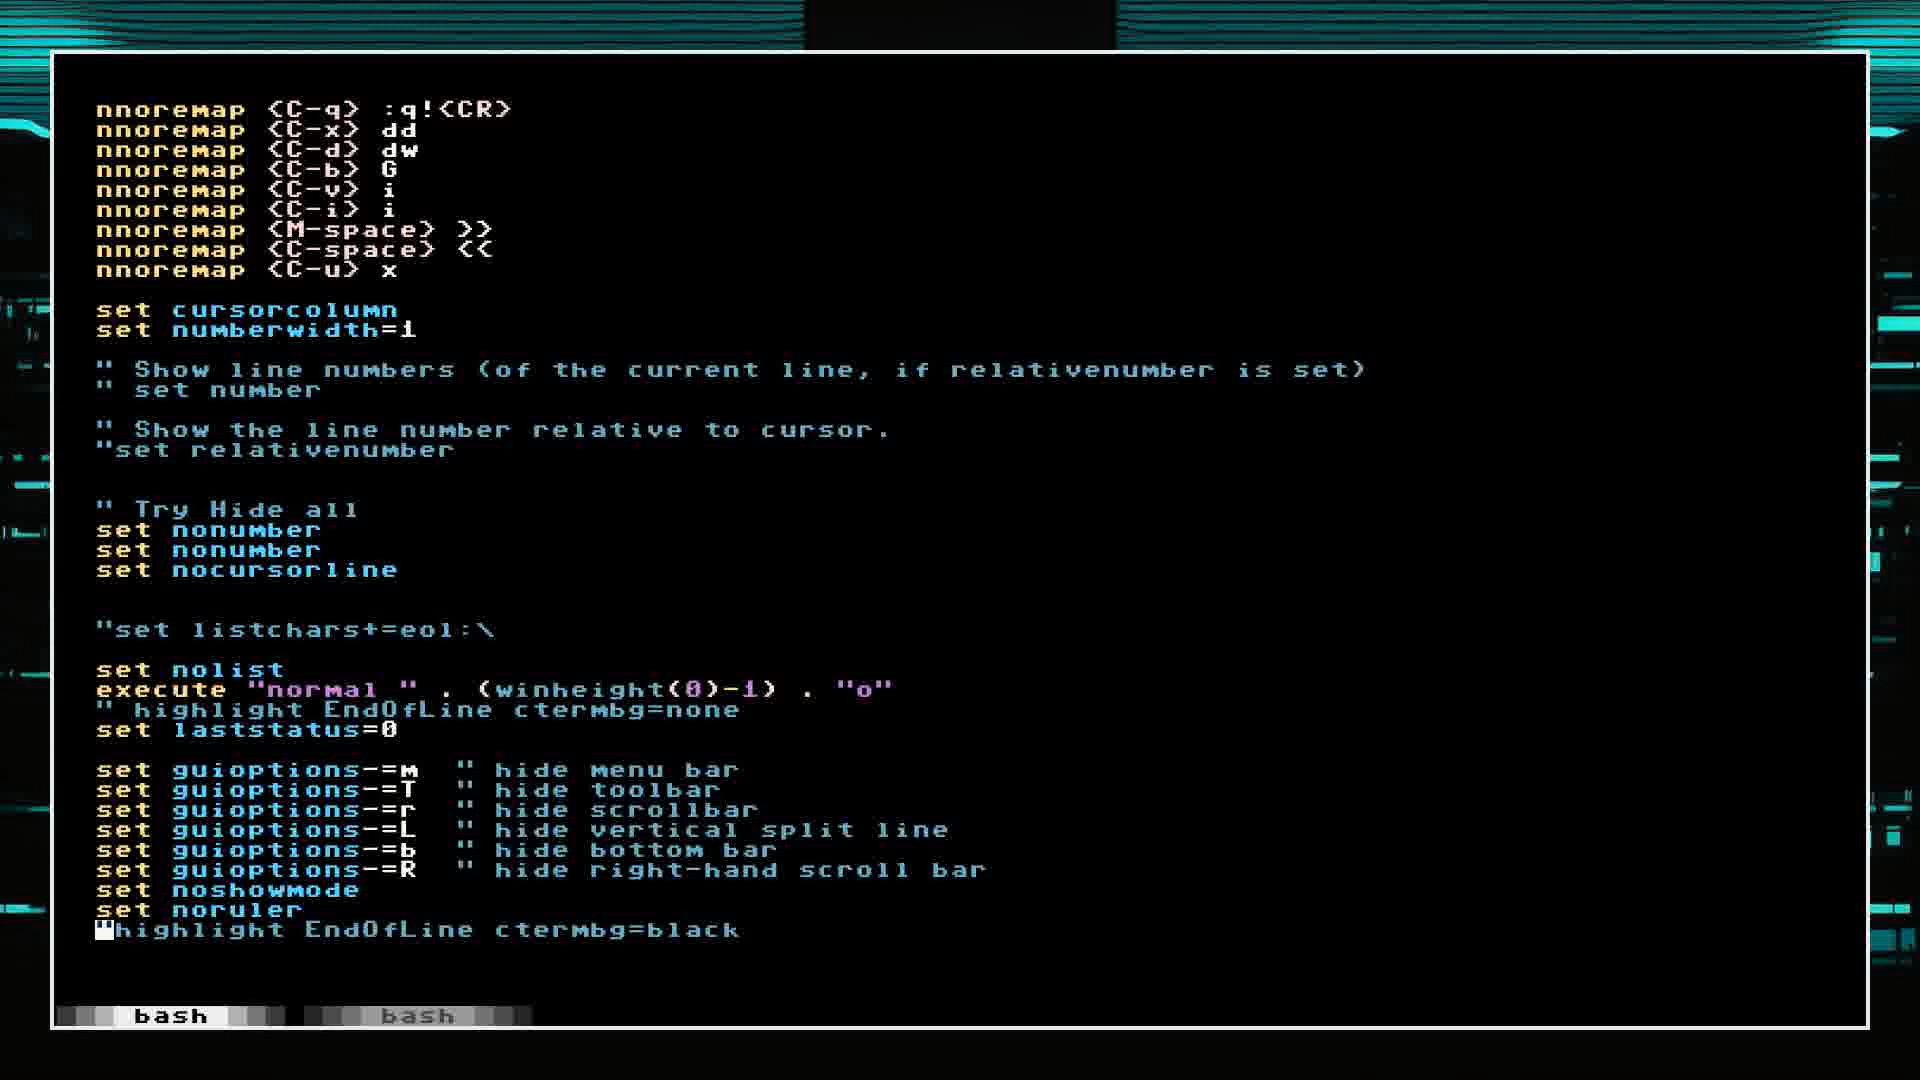 nnoremap <C-q> :q!<CR>
nnoremap <C-x> dd
nnoremap <C-d> dw
nnoremap <C-b> G
nnoremap <C-v> i
nnoremap <C-i> i
nnoremap <M-space> >>
nnoremap <C-space> <<
nnoremap <C-u> x
set cursorcolumn
set numberwidth=1
" Show line numbers (of the current line, if relativenumber is set)
" set number
" Show the line number relative to cursor.
"set relativenumber
" Try Hide all
set nonumber
set nonumber
set nocursorline
"set listchars+=eol:\
set nolist
execute "normal " . (winheight(0)-1) . "o"
" highlight EndOfLine ctermbg=none
set laststatus=0
set guioptions-=m  " hide menu bar
set guioptions-=T  " hide toolbar
set guioptions-=r  " hide scrollbar
set guioptions-=L  " hide vertical split line
set guioptions-=b  " hide bottom bar
set guioptions-=R  " hide right-hand scroll bar
set noshowmode
set noruler
"highlight EndOfLine ctermbg=black
bash bash